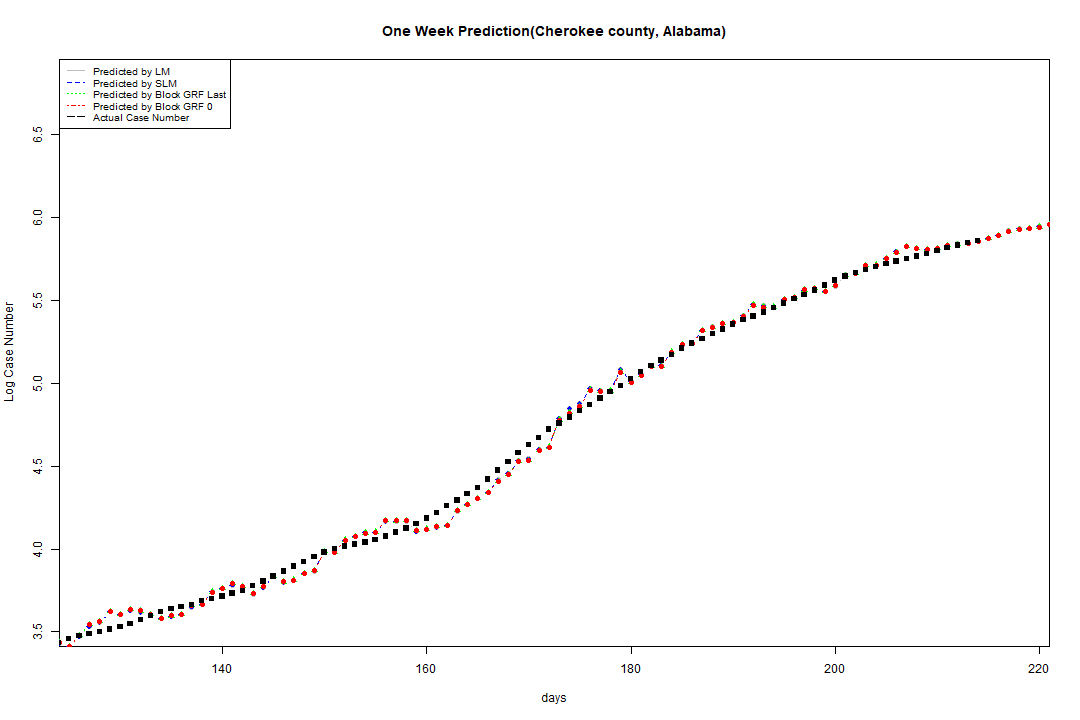 One Week Prediction(Cherokee county, Alabama)
Predicted by LM
Predicted by SLM
Predicted by Block GRF Last
Predicted by Block GRF 0
Actual Case Number
6.5
6.0
5.5
5.0
4.5
4.0
3.5
Log Case Number
140 160 180 200 220
days